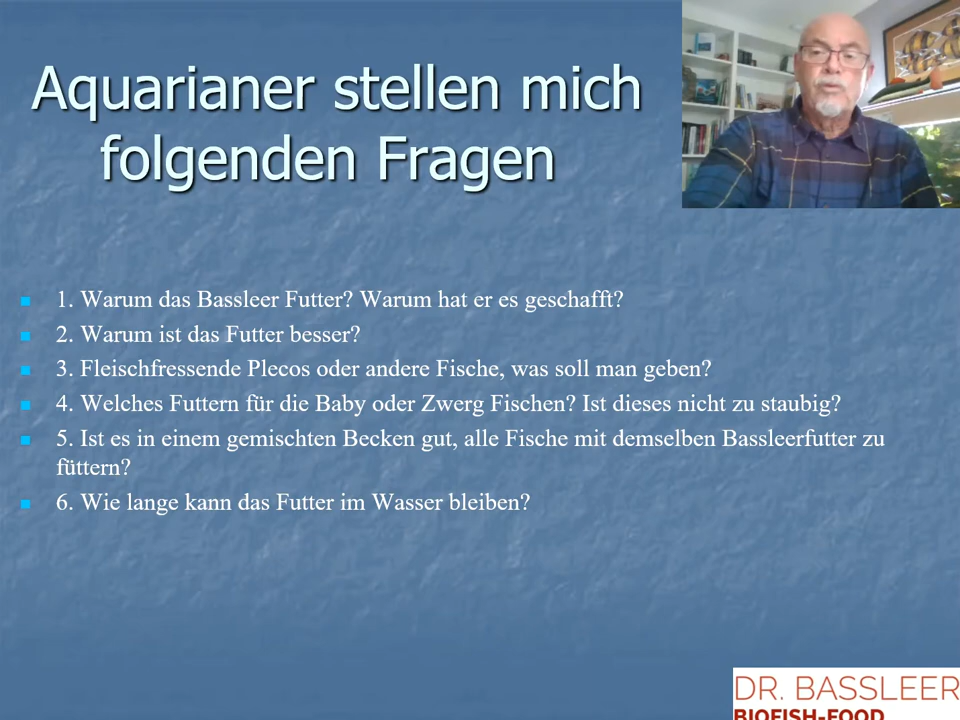 Aquarianer stellen mich
folgenden Fragen
1. Warum das Bassleer Futter? Warum hat er es geschafft?
2. Warum ist das Futter besser?
3. Fleischfressende Plecos oder andere Fische, was soll man geben?
4. Welches Futtern für die Baby oder Zwerg Fischen? Ist dieses nicht zu staubig?
5. Ist es in einem gemischten Becken gut, alle Fische mit demselben Bassleerfutter zu
füttern?
6. Wie lange kann das Futter im Wasser bleiben?
DR. BASSLEER
BIOFISH-FOOD